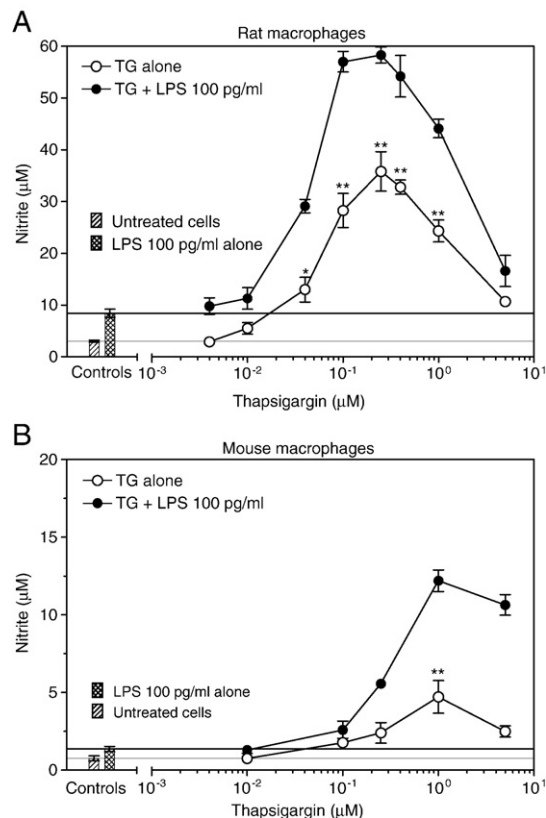 A
Rat macrophages
60
50
40
30
20
10
0
Nitrite (μM)
TG alone
TG + LPS 100 pg/ml
Untreated cells
LPS 100 pg/ml alone
*
**
**
**
**
Controls
10-3
10-2
10-1
100
101
Thapsigargin (μM)
B
Mouse macrophages
20
15
10
5
0
Nitrite (μM)
TG alone
TG + LPS 100 pg/ml
LPS 100 pg/ml alone
Untreated cells
**
Controls
10-3
10-2
10-1
100
101
Thapsigargin (μM)